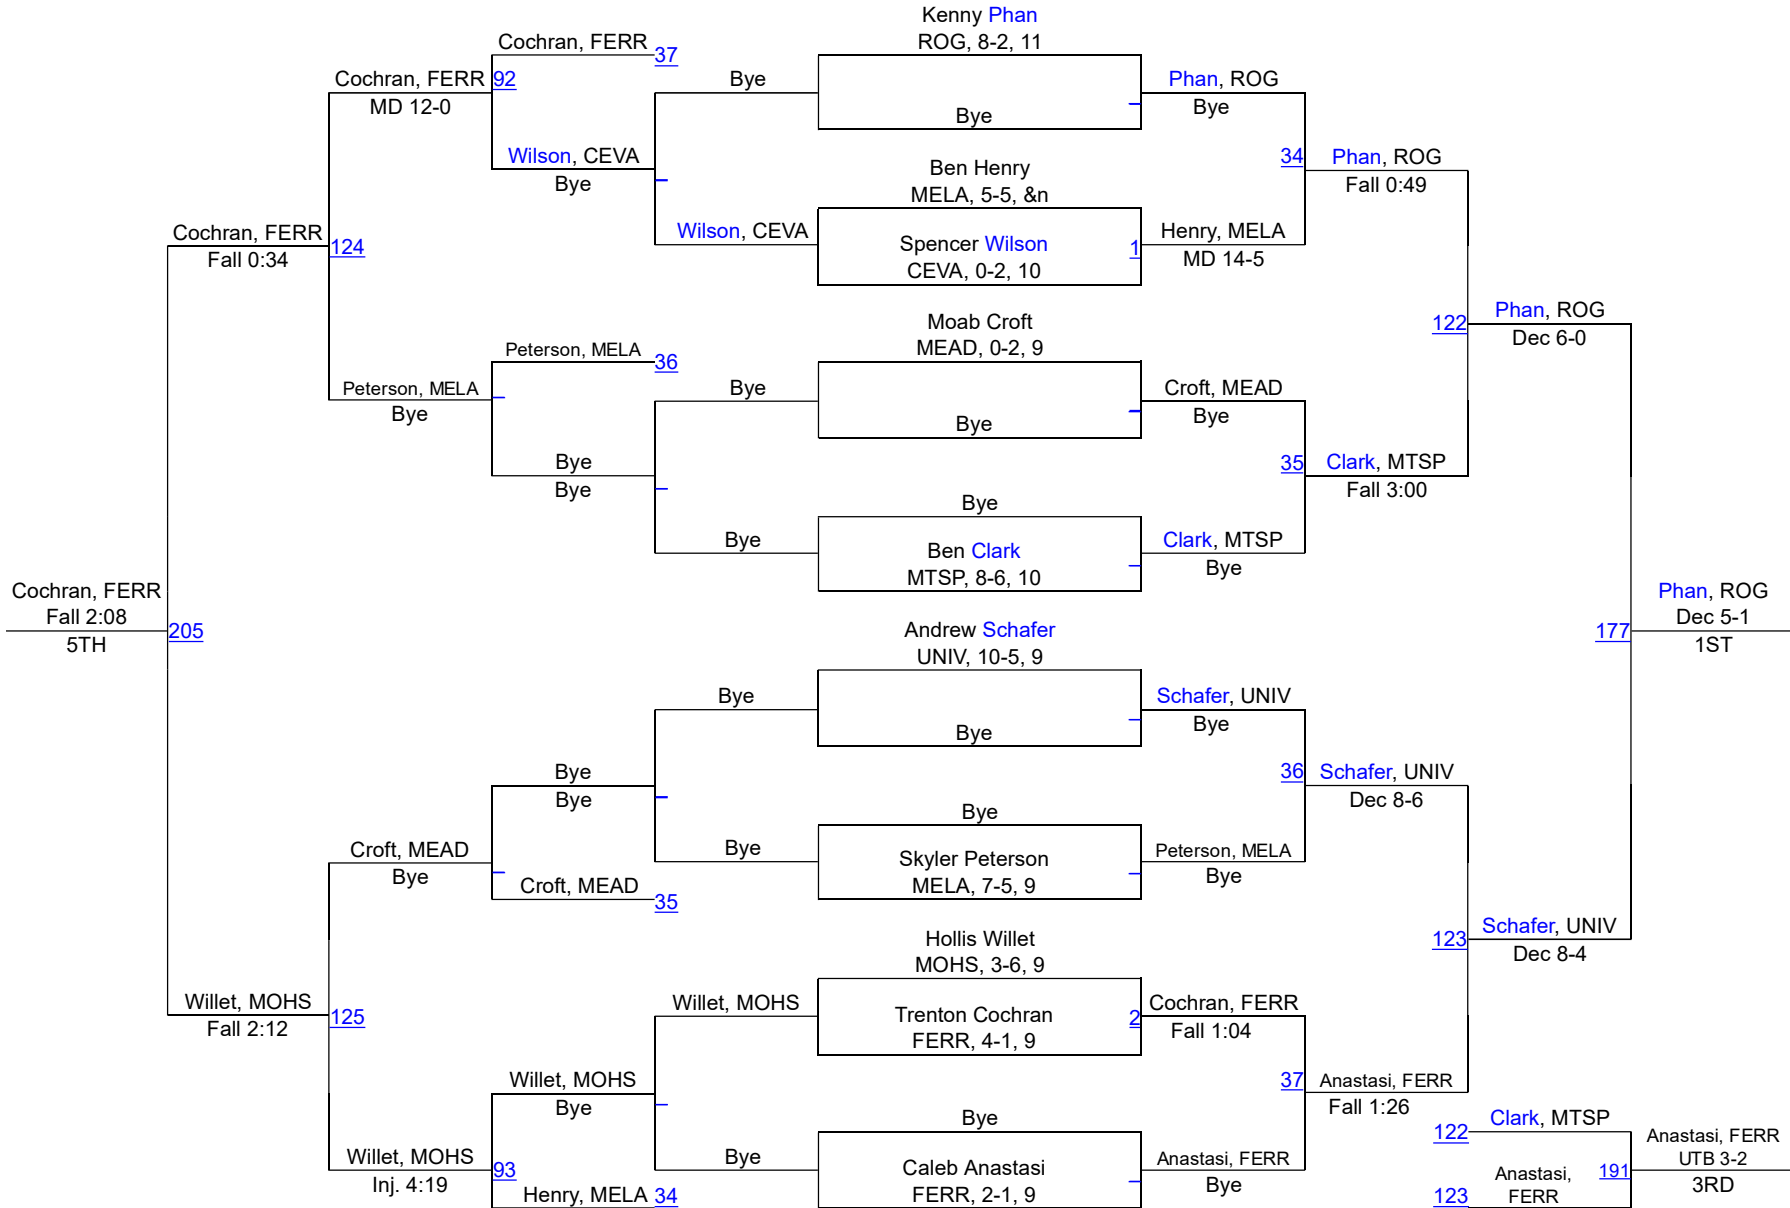 Kenny Phan
ROG, 8-2, 11
Cochran, FERR
37
Cochran, FERR
92
MD 12-0
Bye
Phan, ROG
Bye
Bye
Wilson, CEVA
Bye
34
Phan, ROG
Fall 0:49
Ben Henry
MELA, 5-5, &n
Cochran, FERR
Fall 0:34
124
Wilson, CEVA
Spencer Wilson
CEVA, 0-2, 10
1
Henry, MELA
MD 14-5
Moab Croft
MEAD, 0-2, 9
122
Phan, ROG
Dec 6-0
Peterson, MELA
36
Peterson, MELA
Bye
Bye
Bye
Croft, MEAD
Bye
Bye
Bye
35
Clark, MTSP
Fall 3:00
Bye
Bye
Ben Clark
MTSP, 8-6, 10
Clark, MTSP
Bye
Cochran, FERR
Fall 2:08
5TH
205
Andrew Schafer
UNIV, 10-5, 9
177
Phan, ROG
Dec 5-1
1ST
Bye
Bye
Schafer, UNIV
Bye
Bye
Bye
36
Schafer, UNIV
Dec 8-6
Bye
Croft, MEAD
Bye
Bye
Skyler Peterson
MELA, 7-5, 9
Peterson, MELA
Bye
Croft, MEAD
35
Hollis Willet
MOHS, 3-6, 9
123
Schafer, UNIV
Dec 8-4
Willet, MOHS
Fall 2:12
125
Willet, MOHS
Trenton Cochran
FERR, 4-1, 9
2
Cochran, FERR
Fall 1:04
Willet, MOHS
Bye
37
Anastasi, FERR
Fall 1:26
Bye
Willet, MOHS
Inj. 4:19
93
Bye
Caleb Anastasi
FERR, 2-1, 9
Anastasi, FERR
Bye
Henry, MELA
34
122
Clark, MTSP
Anastasi, FERR
UTB 3-2
3RD
191
Anastasi,
FERR
123